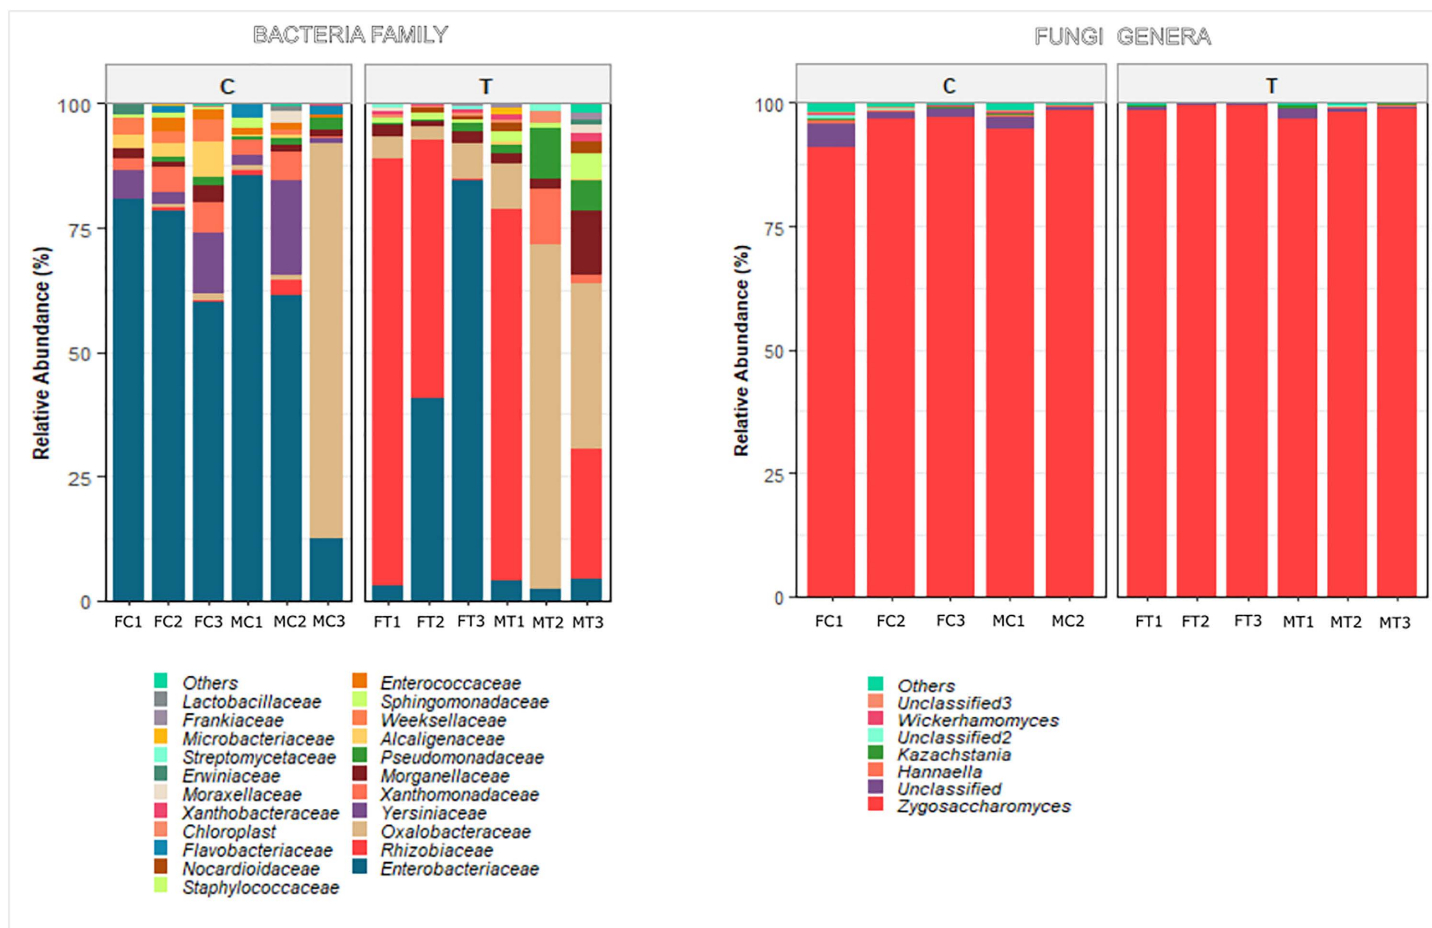 BACTERIA FAMILY
C
T
Relative Abundance (%)
100
75
50
25
0
FC1 FC2 FC3 MC1 MC2 MC3
FT1 FT2 FT3 MT1 MT2 MT3
Others
Lactobacillaceae
Frankiaceae
Microbacteriaceae
Streptomycetaceae
Erwiniaceae
Moraxellaceae
Xanthobacteraceae
Chloroplast
Flavobacteriaceae
Nocardioidaceae
Staphylococcaceae
Enterococcaceae
Sphingomonadaceae
Weeksellaceae
Alcaligenaceae
Pseudomonadaceae
Morganellaceae
Xanthomonadaceae
Yersiniaceae
Oxalobacteraceae
Rhizobiaceae
Enterobacteriaceae
FUNGI GENERA
C
T
Relative Abundance (%)
100
75
50
25
0
FC1 FC2 FC3 MC1 MC2
FT1 FT2 FT3 MT1 MT2 MT3
Others
Unclassified3
Wickerhamomyces
Unclassified2
Kazachstania
Hannaella
Unclassified
Zygosaccharomyces